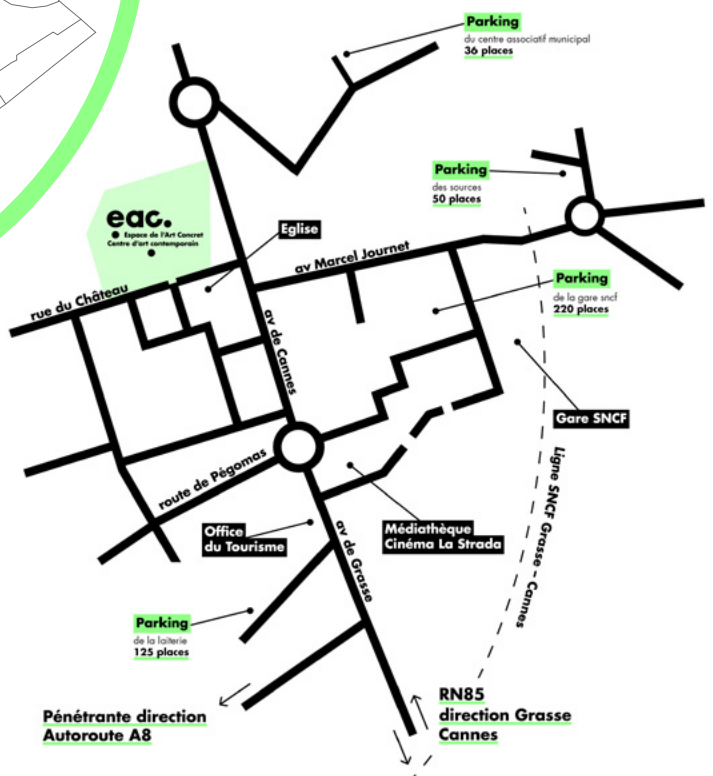 Parking
du centre associatif municipal
36 places
Parking
des sources
50 places
eac.
Espace de l'Art Concret
Centre d'art contemporain
Eglise
av Marcel Journet
rue du Château
Parking
de la gare sncf
220 places
av de Cannes
Gare SNCF
route de Pégomas
Ligne SNCF Grasse - Cannes
Office
du Tourisme
Médiathèque
Cinéma La Strada
av de Grasse
Parking
de la laiterie
125 places
RN85
direction Grasse
Cannes
Pénétrante direction
Autoroute A8